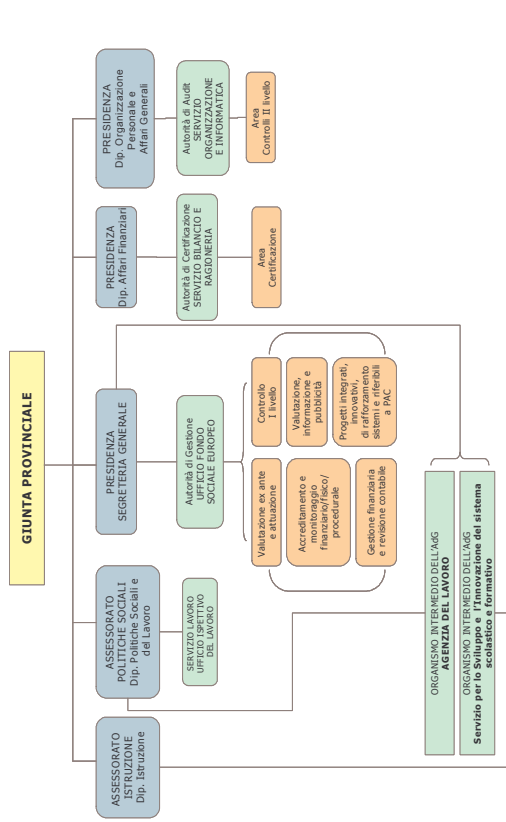 GIUNTA PROVINCIALE
ASSESSORATO
ISTRUZIONE
Dip. Istruzione
ASSESSORATO
POLITICHE SOCIALI
Dip. Politiche Sociali e
del Lavoro
PRESIDENZA
SEGRETERIA GENERALE
PRESIDENZA
Dip. Affari Finanziari
PRESIDENZA
Dip. Organizzazione
Personale e
Affari Generali
SERVIZIO LAVORO
UFFICIO ISPETTIVO
DEL LAVORO
Autorità di Gestione
UFFICIO FONDO
SOCIALE EUROPEO
Autorità di Certificazione
SERVIZIO BILANCIO E
RAGIONERIA
Autorità di Audit
SERVIZIO
ORGANIZZAZIONE
E INFORMATICA
Valutazione ex ante
e attuazione
Controllo
I livello
Area
Certificazione
Area
Controlli II livello
Accreditamento e
monitoraggio
finanziario/fisico/
procedurale
Valutazione,
informazione e
pubblicità
Gestione finanziaria
e revisione contabile
Progetti integrati,
innovativi,
di rafforzamento
sistemi e riferibili
a PAC
ORGANISMO INTERMEDIO DELL'AdG
AGENZIA DEL LAVORO
ORGANISMO INTERMEDIO DELL'AdG
Servizio per lo Sviluppo e l'Innovazione del sistema
scolastico e formativo